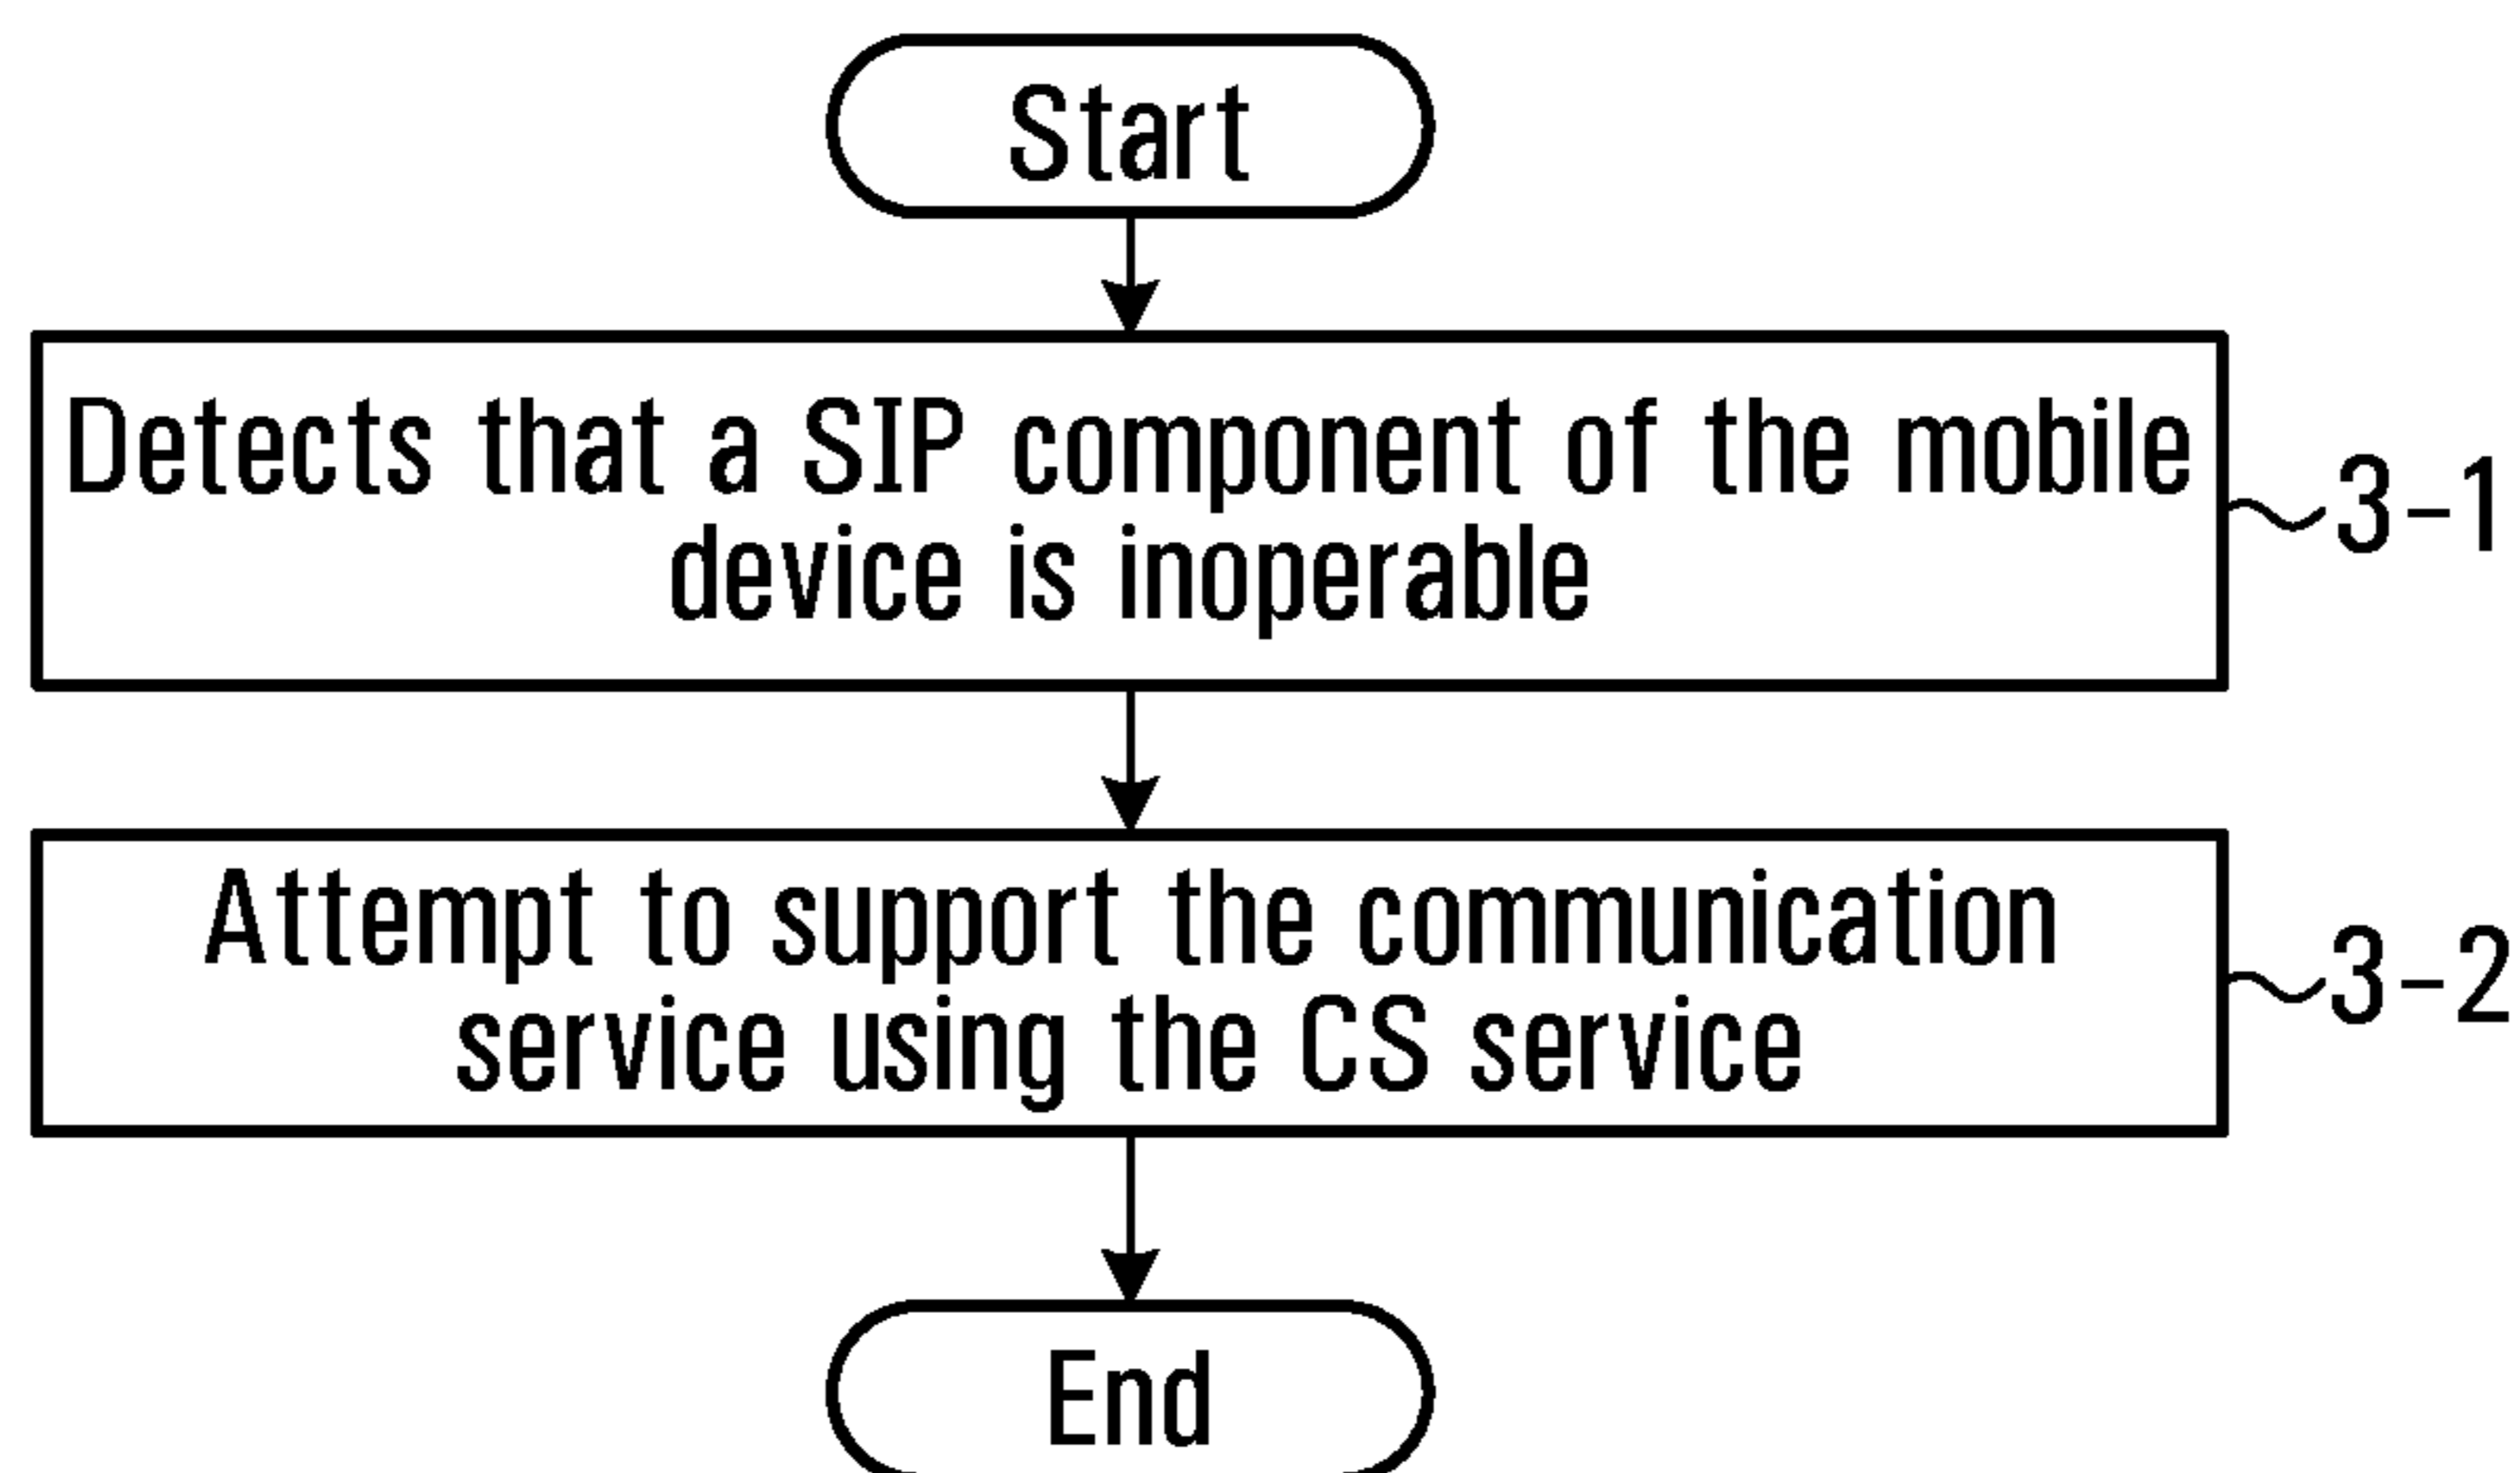 Start
Detects that a SIP component of the mobile
device is inoperable
3-1
Attempt to support the communication
service using the CS service
3-2
End